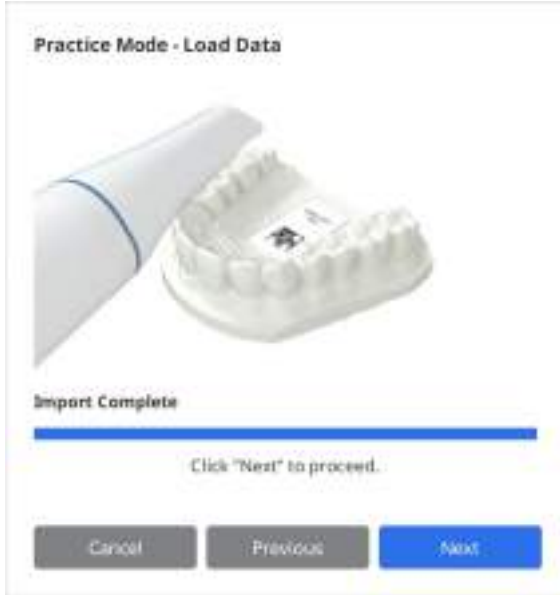 Practice Mode - Load Data
Import Complete
Click "Next" to proceed.
Cancel
Previous
Next